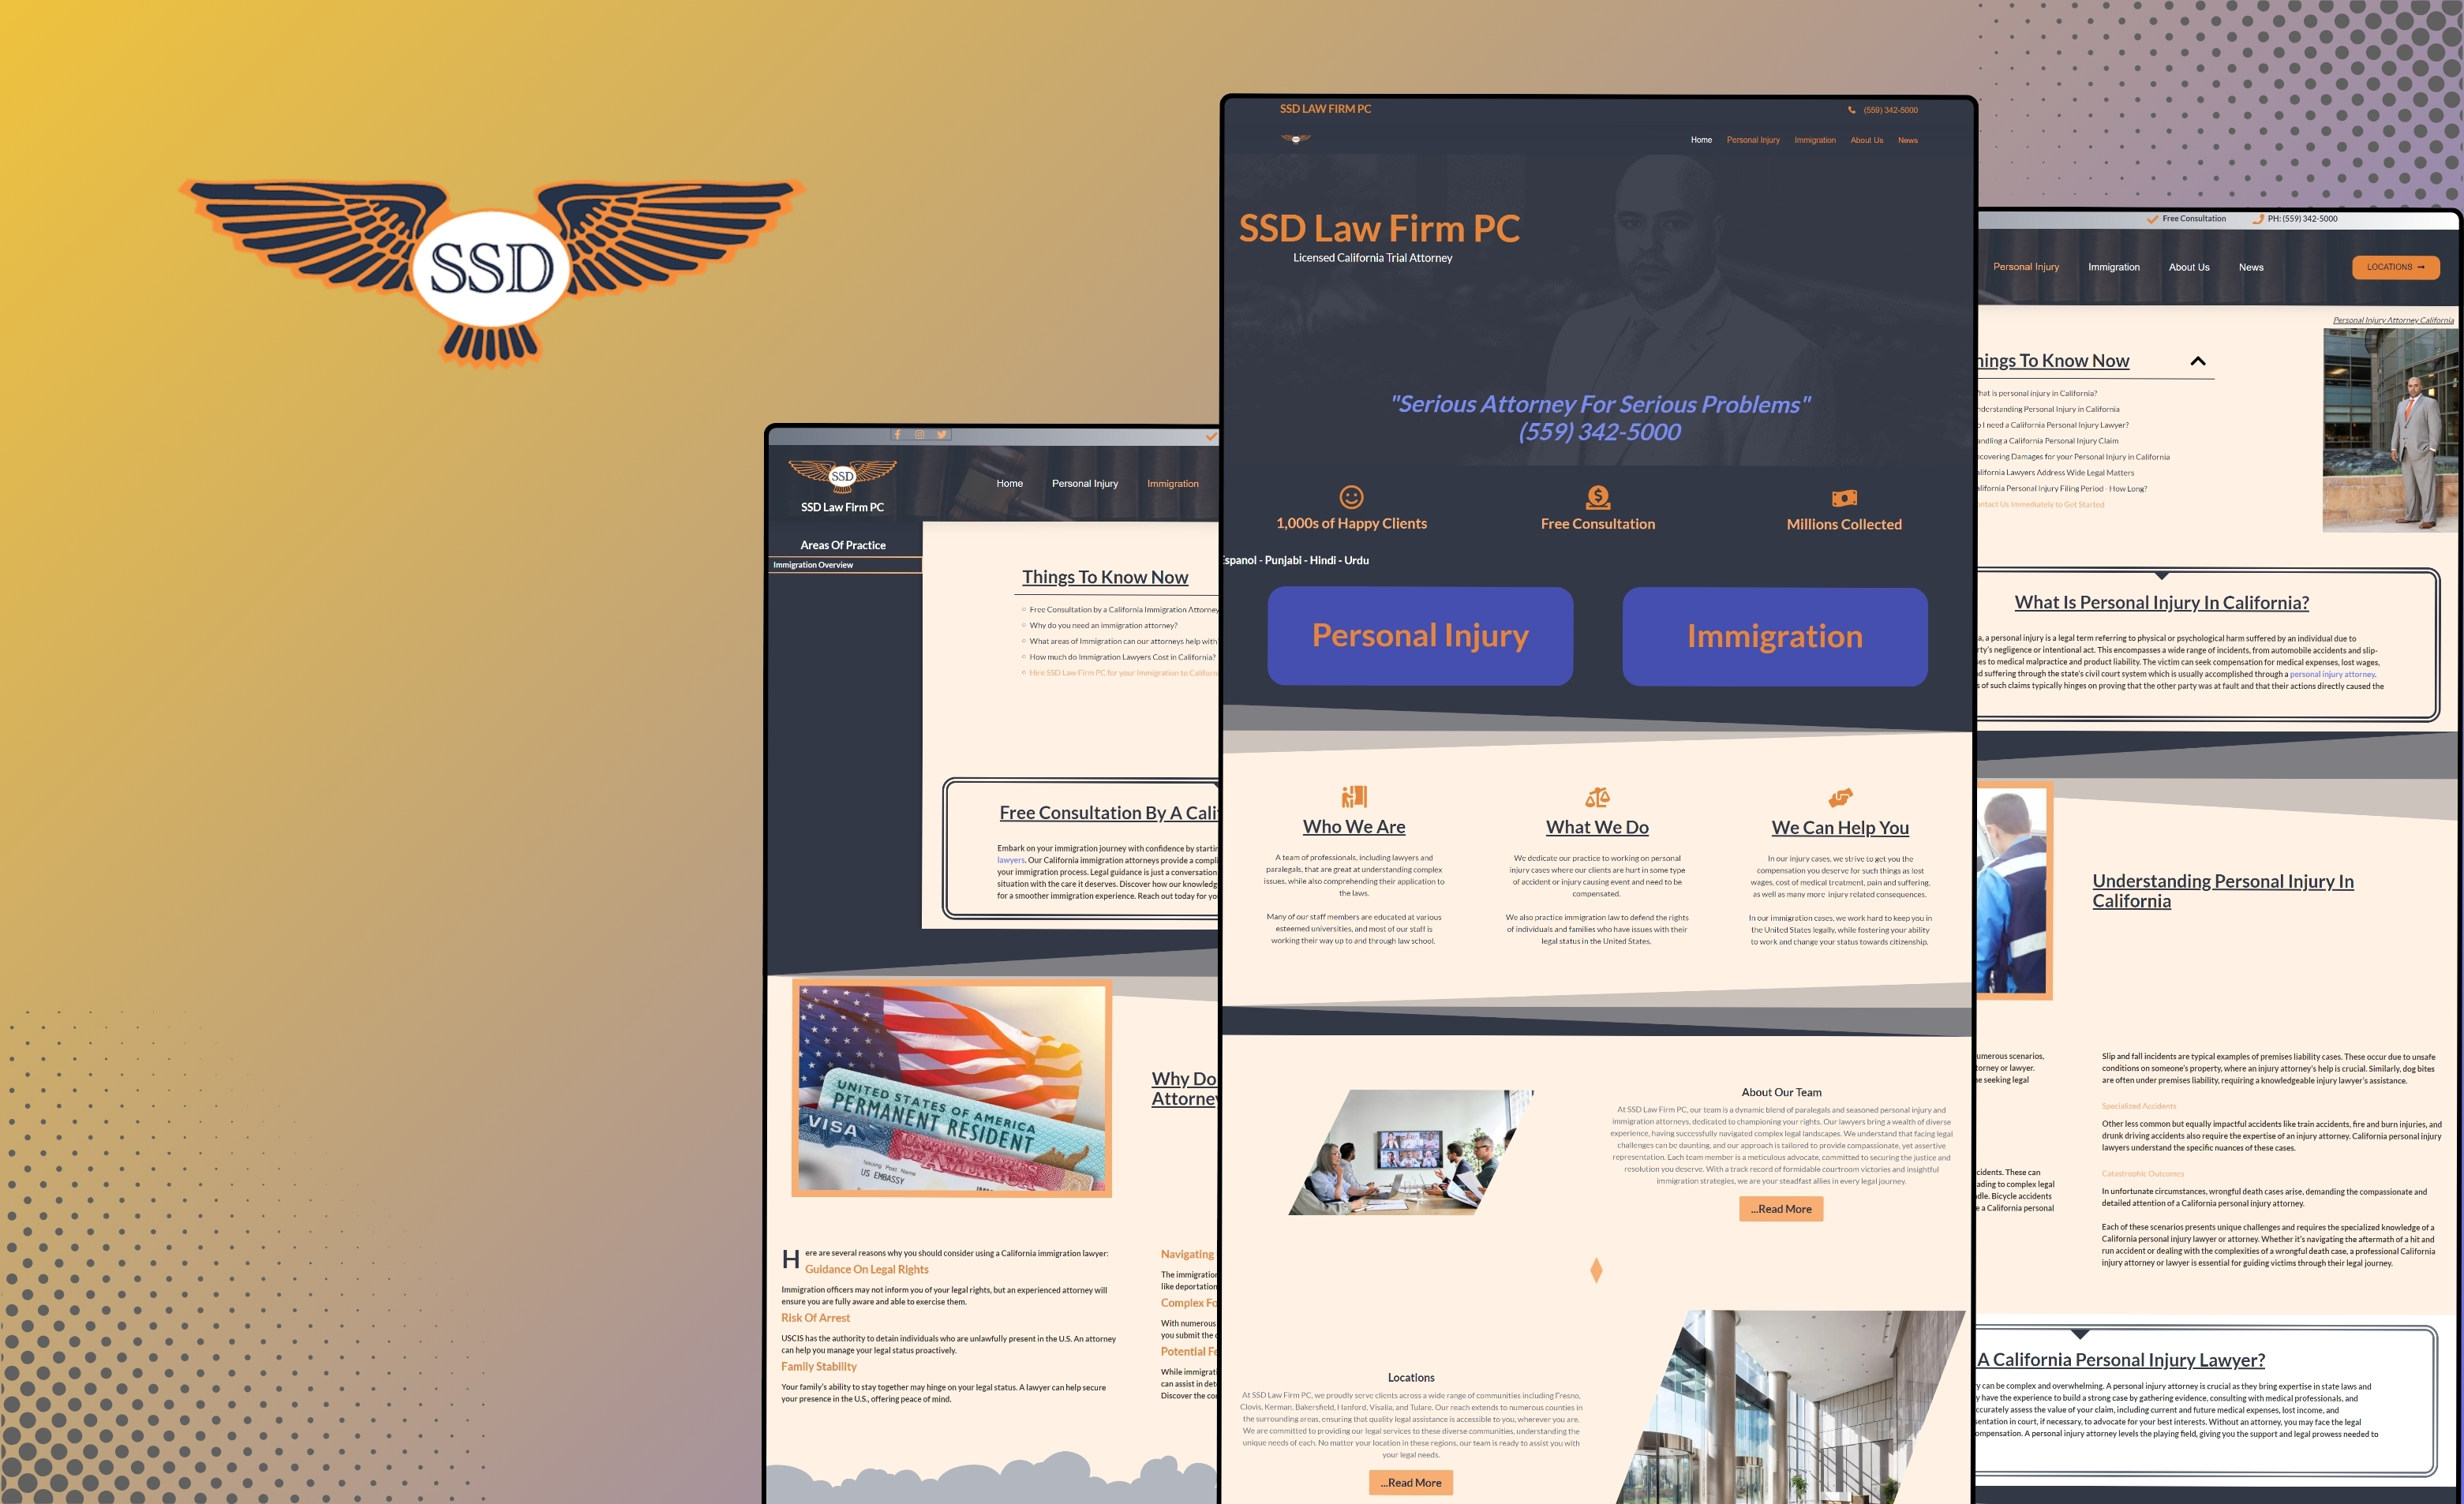 SSD
SSD
SSD Law Firm PC
Home
Personal Injury
Immigration
Areas Of Practice
Immigration Overview
Things To Know Now
Free Consultation by a California Immigration Attorney
Why do you need an immigration attorney?
What areas of Immigration can our attorneys help with
How much do Immigration Lawyers Cost in California?
Hire SSD Law Firm PC for your Immigration to
Free Consultation By A
Embark on your immigration journey with confidence by
lawyers. Our California immigration attorneys provide a
your immigration process. Legal guidance is just a conversation
situation with the care it deserves. Discover how our
for a smoother immigration experience. Reach out today for
UNITED STATES OF AMERICA
PERMANENT RESIDENT
VISA
Issuing Post Name
US EMBASSY
Why Do
Here are several reasons why you should consider using a California immigration lawyer:
Guidance On Legal Rights
Immigration officers may not inform you of your legal rights, but an experienced attorney will
ensure you are fully aware and able to exercise them.
Risk Of Arrest
USCIS has the authority to detain individuals who are unlawfully present in the U.S. An attorney
can help you manage your legal status proactively.
Family Stability
Your family's ability to stay together may hinge on your legal status. A lawyer can help secure
your presence in the U.S., offering peace of mind.
Navigating
The immigration
like deportation
Complex
With numerous
you submit the
Potential
While
can assist in
Discover the
SSD LAW FIRM PC
(559) 342-5000
Home
Personal Injury
Immigration
About Us
News
SSD Law Firm PC
Licensed California Trial Attorney
"Serious Attorney For Serious Problems"
(559) 342-5000
1,000s of Happy Clients
Free Consultation
Millions Collected
Espanol - Punjabi - Hindi - Urdu
Personal Injury
Immigration
Who We Are
A team of professionals, including lawyers and
paralegals, that are great at understanding complex
issues, while also comprehending their application to
the laws.
Many of our staff members are educated at various
esteemed universities, and most of our staff is
working their way up to and through law school.
What We Do
We dedicate our practice to working on personal
injury cases where our clients are hurt in some type
of accident or injury causing event and need to be
compensated.
We also practice immigration law to defend the rights
of individuals and families who have issues with their
legal status in the United States.
We Can Help You
In our injury cases, we strive to get you the
compensation you deserve for such things as lost
wages, cost of medical treatment, pain and suffering,
as well as many more injury related consequences.
In our immigration cases, we work hard to keep you in
the United States legally, while fostering your ability
to work and change your status towards citizenship.
About Our Team
At SSD Law Firm PC, our team is a dynamic blend of paralegals and seasoned personal injury and
immigration attorneys, dedicated to championing your rights. Our lawyers bring a wealth of diverse
experience, having successfully navigated complex legal landscapes. We understand that facing legal
challenges can be daunting, and our approach is tailored to provide compassionate, yet assertive
representation. Each team member is a meticulous advocate, committed to securing the justice and
resolution you deserve. With a track record of formidable courtroom victories and insightful
immigration strategies, we are your steadfast allies in every legal journey.
...Read More
Locations
At SSD Law Firm PC, we proudly serve clients across a wide range of communities including Fresno,
Clovis, Kerman, Bakersfield, Hanford, Visalia, and Tulare. Our reach extends to numerous counties in
the surrounding areas, ensuring that quality legal assistance is accessible to you, wherever you are.
We are committed to providing our legal services to these diverse communities, understanding the
unique needs of each. No matter your location in these regions, our team is ready to assist you with
your legal needs.
...Read More
Free Consultation
PH: (559) 342-5000
Personal Injury
Immigration
About Us
News
LOCATIONS
Personal Injury Attorney California
Things To Know Now
What is personal injury in California?
Understanding Personal Injury in California
Do I need a California Personal Injury Lawyer?
Handling a California Personal Injury Claim
Recovering Damages for your Personal Injury in California
California Lawyers Address Wide Legal Matters
California Personal Injury Filing Period - How Long?
Contact Us Immediately to Get Started
What Is Personal Injury In California?
a personal injury is a legal term referring to physical or psychological harm suffered by an individual due to
negligence or intentional act. This encompasses a wide range of incidents, from automobile accidents and slip-
to medical malpractice and product liability. The victim can seek compensation for medical expenses, lost wages,
suffering through the state's civil court system which is usually accomplished through a personal injury attorney.
of such claims typically hinges on proving that the other party was at fault and that their actions directly caused the
Understanding Personal Injury In
California
numerous scenarios,
attorney or lawyer.
seeking legal
Slip and fall incidents are typical examples of premises liability cases. These occur due to unsafe
conditions on someone's property, where an injury attorney's help is crucial. Similarly, dog bites
are often under premises liability, requiring a knowledgeable injury lawyer's assistance.
Specialized Accidents
Other less common but equally impactful accidents like train accidents, fire and burn injuries, and
drunk driving accidents also require the expertise of an injury attorney. California personal injury
lawyers understand the specific nuances of these cases.
Catastrophic Outcomes
In unfortunate circumstances, wrongful death cases arise, demanding the compassionate and
detailed attention of a California personal injury attorney.
Each of these scenarios presents unique challenges and requires the specialized knowledge of a
California personal injury lawyer or attorney. Whether it's navigating the aftermath of a hit and
run accident or dealing with the complexities of a wrongful death case, a professional California
injury attorney or lawyer is essential for guiding victims through their legal journey.
These can
to complex legal
Bicycle accidents
a California personal
A California Personal Injury Lawyer?
can be complex and overwhelming. A personal injury attorney is crucial as they bring expertise in state laws and
have the experience to build a strong case by gathering evidence, consulting with medical professionals, and
accurately assess the value of your claim, including current and future medical expenses, lost income, and
in court, if necessary, to advocate for your best interests. Without an attorney, you may face the legal
compensation. A personal injury attorney levels the playing field, giving you the support and legal prowess needed to